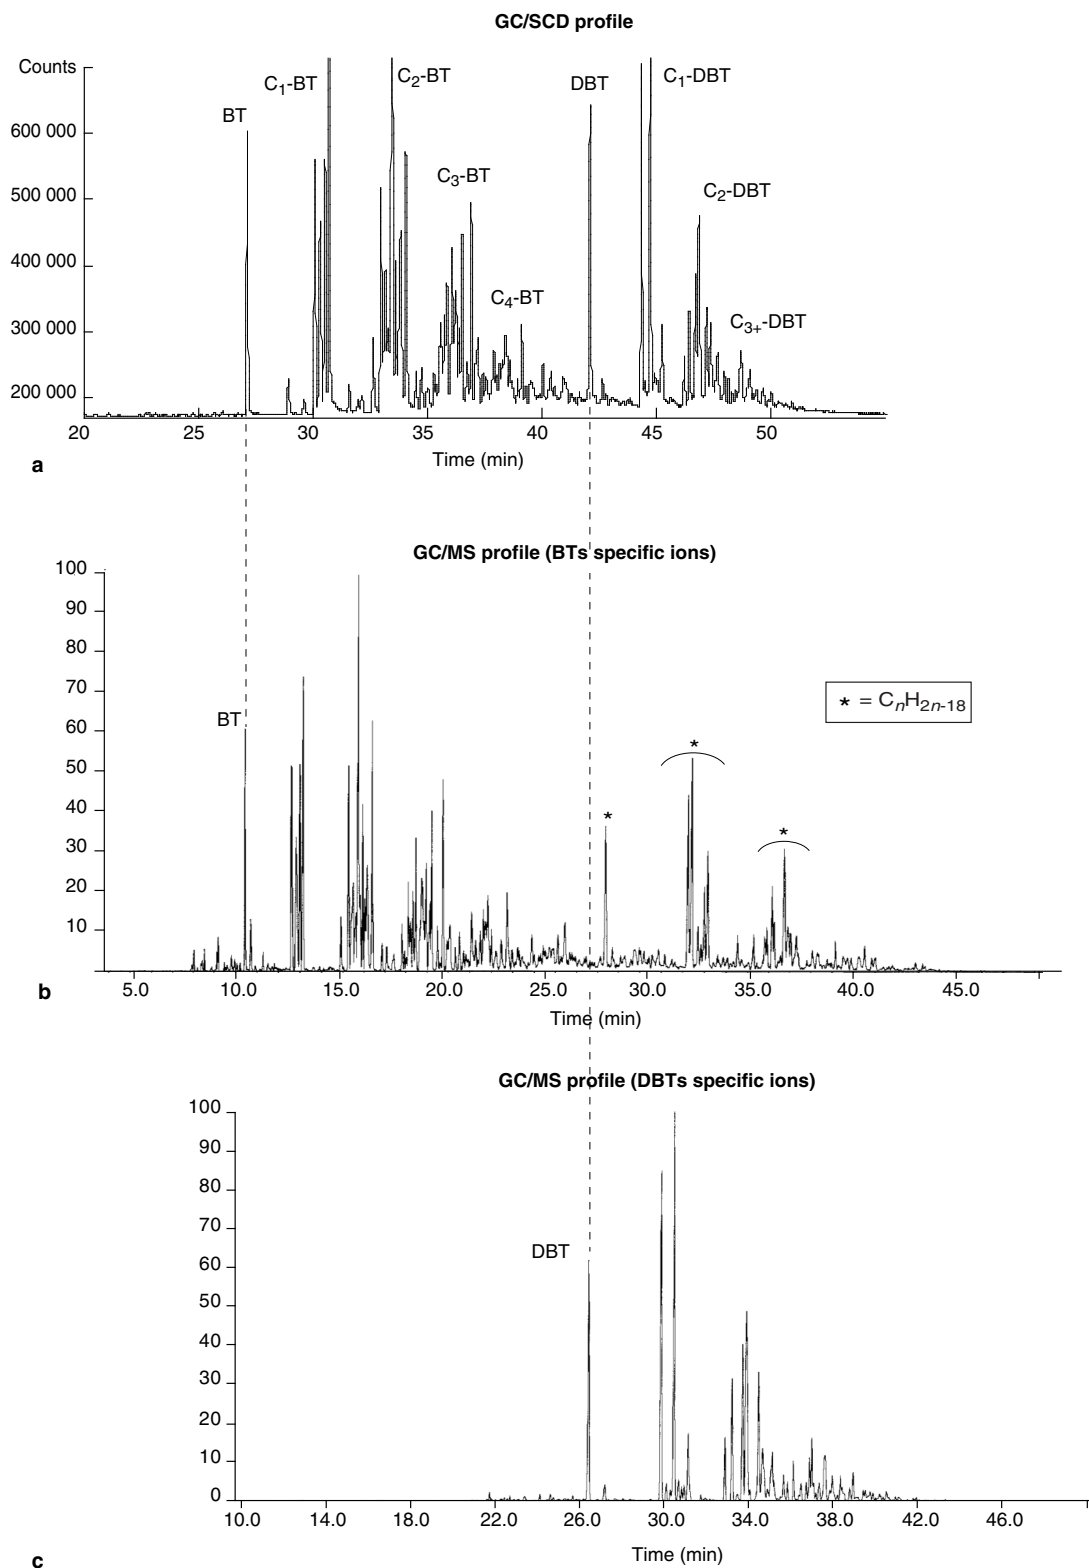 GC/SCD profile
Counts
C1-BT
C2-BT
DBT
C1-DBT
BT
600 000
C3-BT
C2-DBT
500 000
400 000
C4-BT
C3+-DBT
300 000
200 000
20 25 30 35 40 45 50
Time (min)
a
GC/MS profile (BTs specific ions)
100
90
80
70
* = CnH2n-18
BT
60
*
50
40
*
*
30
20
10
5.0 10.0 15.0 20.0 25.0 30.0 35.0 40.0 45.0
b
Time (min)
GC/MS profile (DBTs specific ions)
100
90
80
70
DBT
60
50
40
30
20
10
0
10.0 14.0 18.0 22.0 26.0 30.0 34.0 38.0 42.0 46.0
Time (min)
c